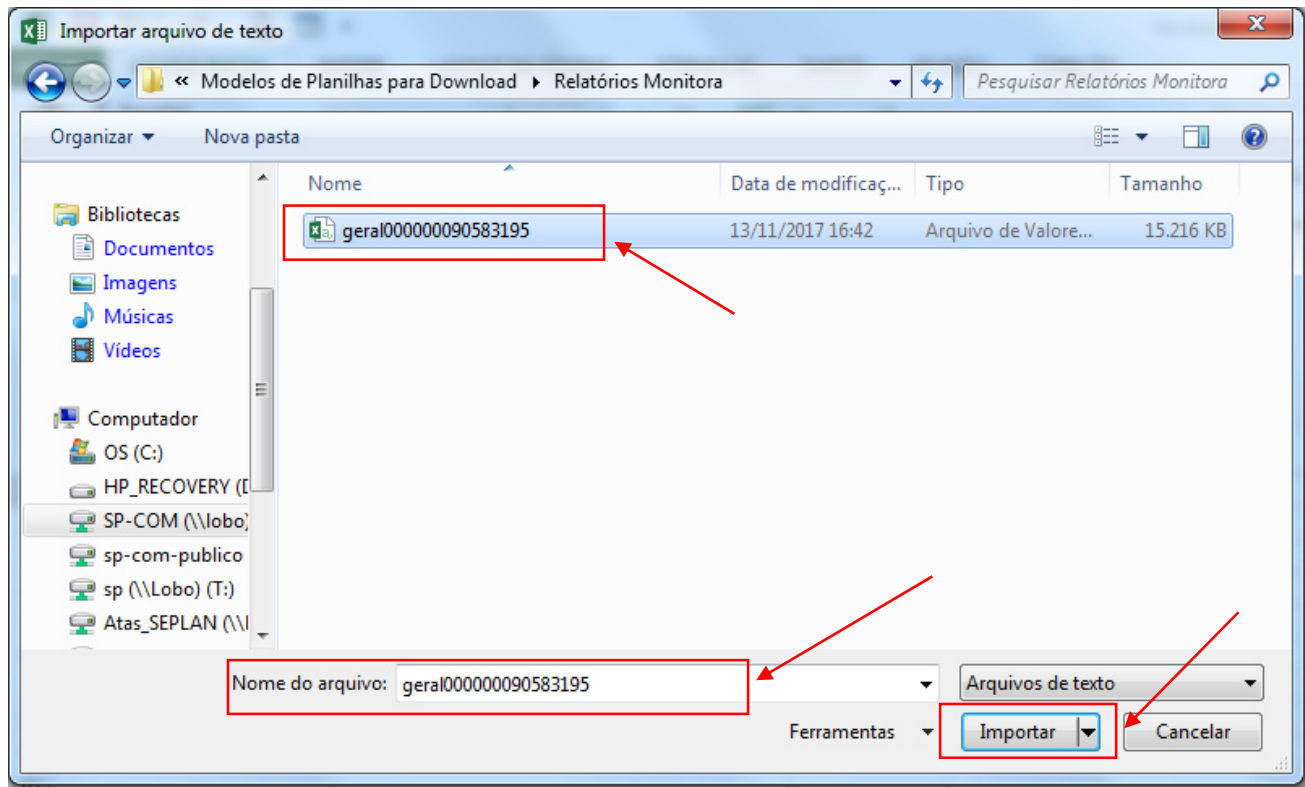 Importar arquivo de texto
« Modelos de Planilhas para Download ▸ Relatórios Monitora
Pesquisar Relatórios Monitora
Organizar Nova pasta
Nome Data de modificaç... Tipo Tamanho
geral000000090583195 13/11/2017 16:42 Arquivo de Valore... 15.216 KB
Bibliotecas
Documentos
Imagens
Músicas
Vídeos
Computador
OS (C:)
HP_RECOVERY (D
SP-COM (\\lobo)
sp-com-publico
sp (\\Lobo) (T:)
Atas_SEPLAN (\\
Nome do arquivo: geral000000090583195 Arquivos de texto
Ferramentas Importar Cancelar